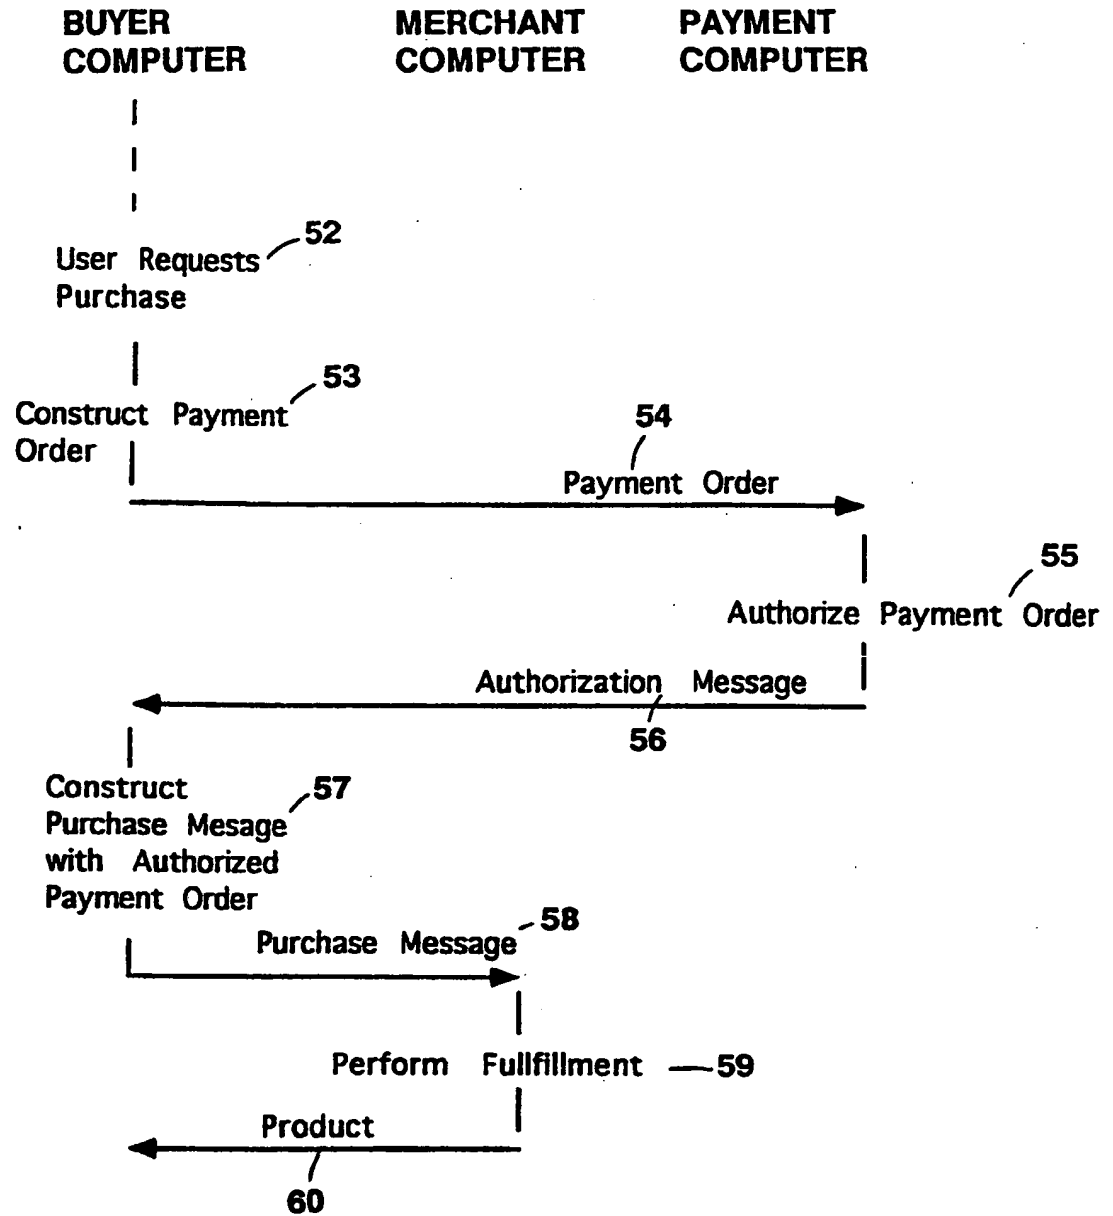 BUYER COMPUTER
MERCHANT COMPUTER
PAYMENT COMPUTER
52
User Requests
Purchase
53
Construct Payment
Order
54
Payment Order
55
Authorize Payment Order
Authorization Message
56
Construct
57
Purchase Mesage
with Authorized
Payment Order
58
Purchase Message
Perform Fullfillment
59
Product
60